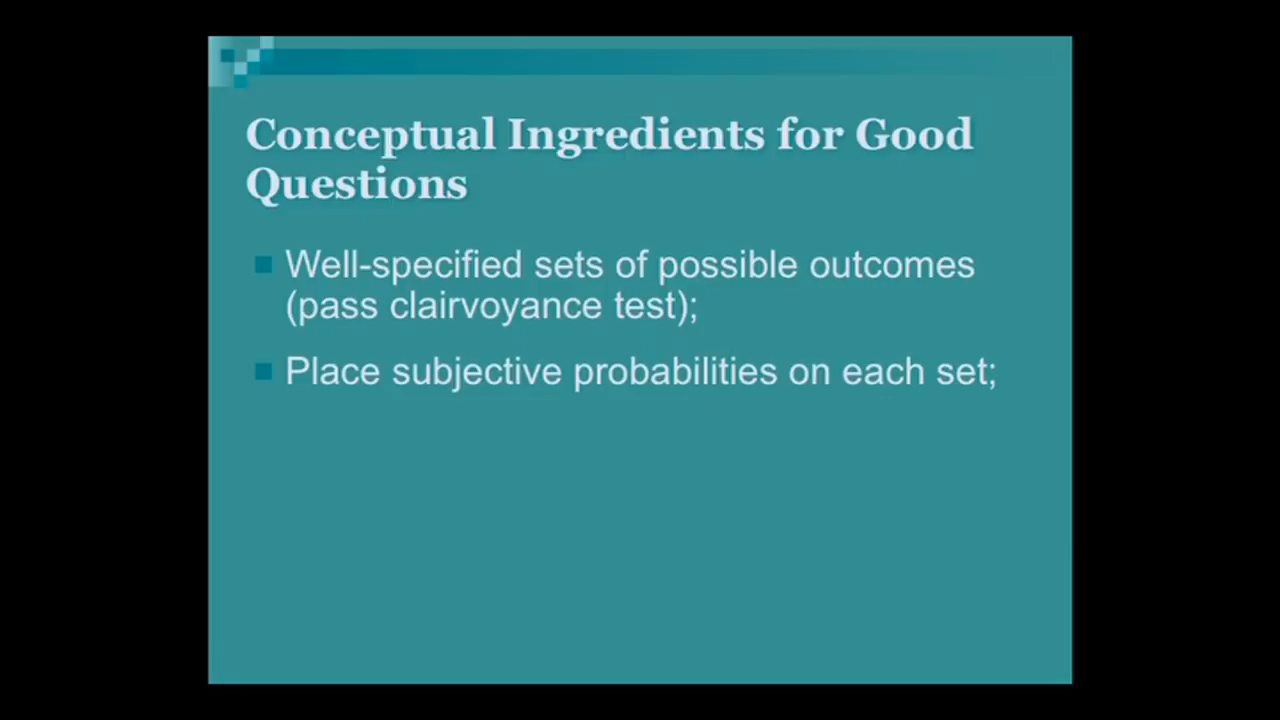 Conceptual Ingredients for Good
Questions
Well-specified sets of possible outcomes
(pass clairvoyance test);
Place subjective probabilities on each set;